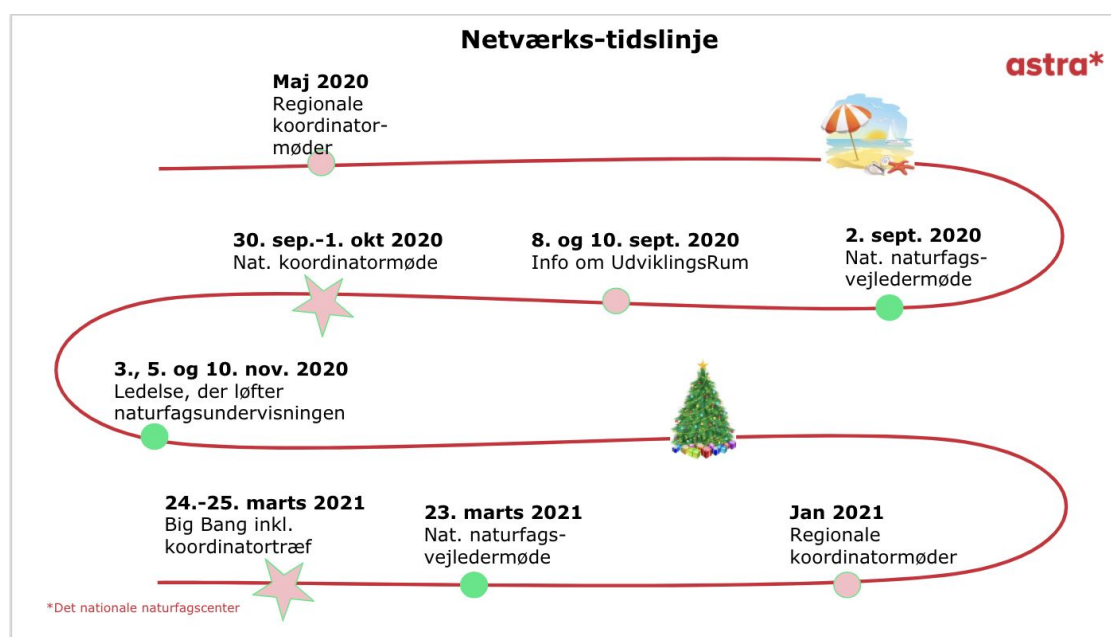 Netværks-tidslinje
astra*
Maj 2020
Regionale
koordinator-
møder
2. sept. 2020
Nat. naturfags-
vejledermøde
8. og 10. sept. 2020
Info om UdviklingsRum
30. sep.-1. okt 2020
Nat. koordinatormøde
3., 5. og 10. nov. 2020
Ledelse, der løfter
naturfagsundervisningen
Jan 2021
Regionale
koordinatormøder
23. marts 2021
Nat. naturfags-
vejledermøde
24.-25. marts 2021
Big Bang inkl.
koordinatortræf
*Det nationale naturfagscenter